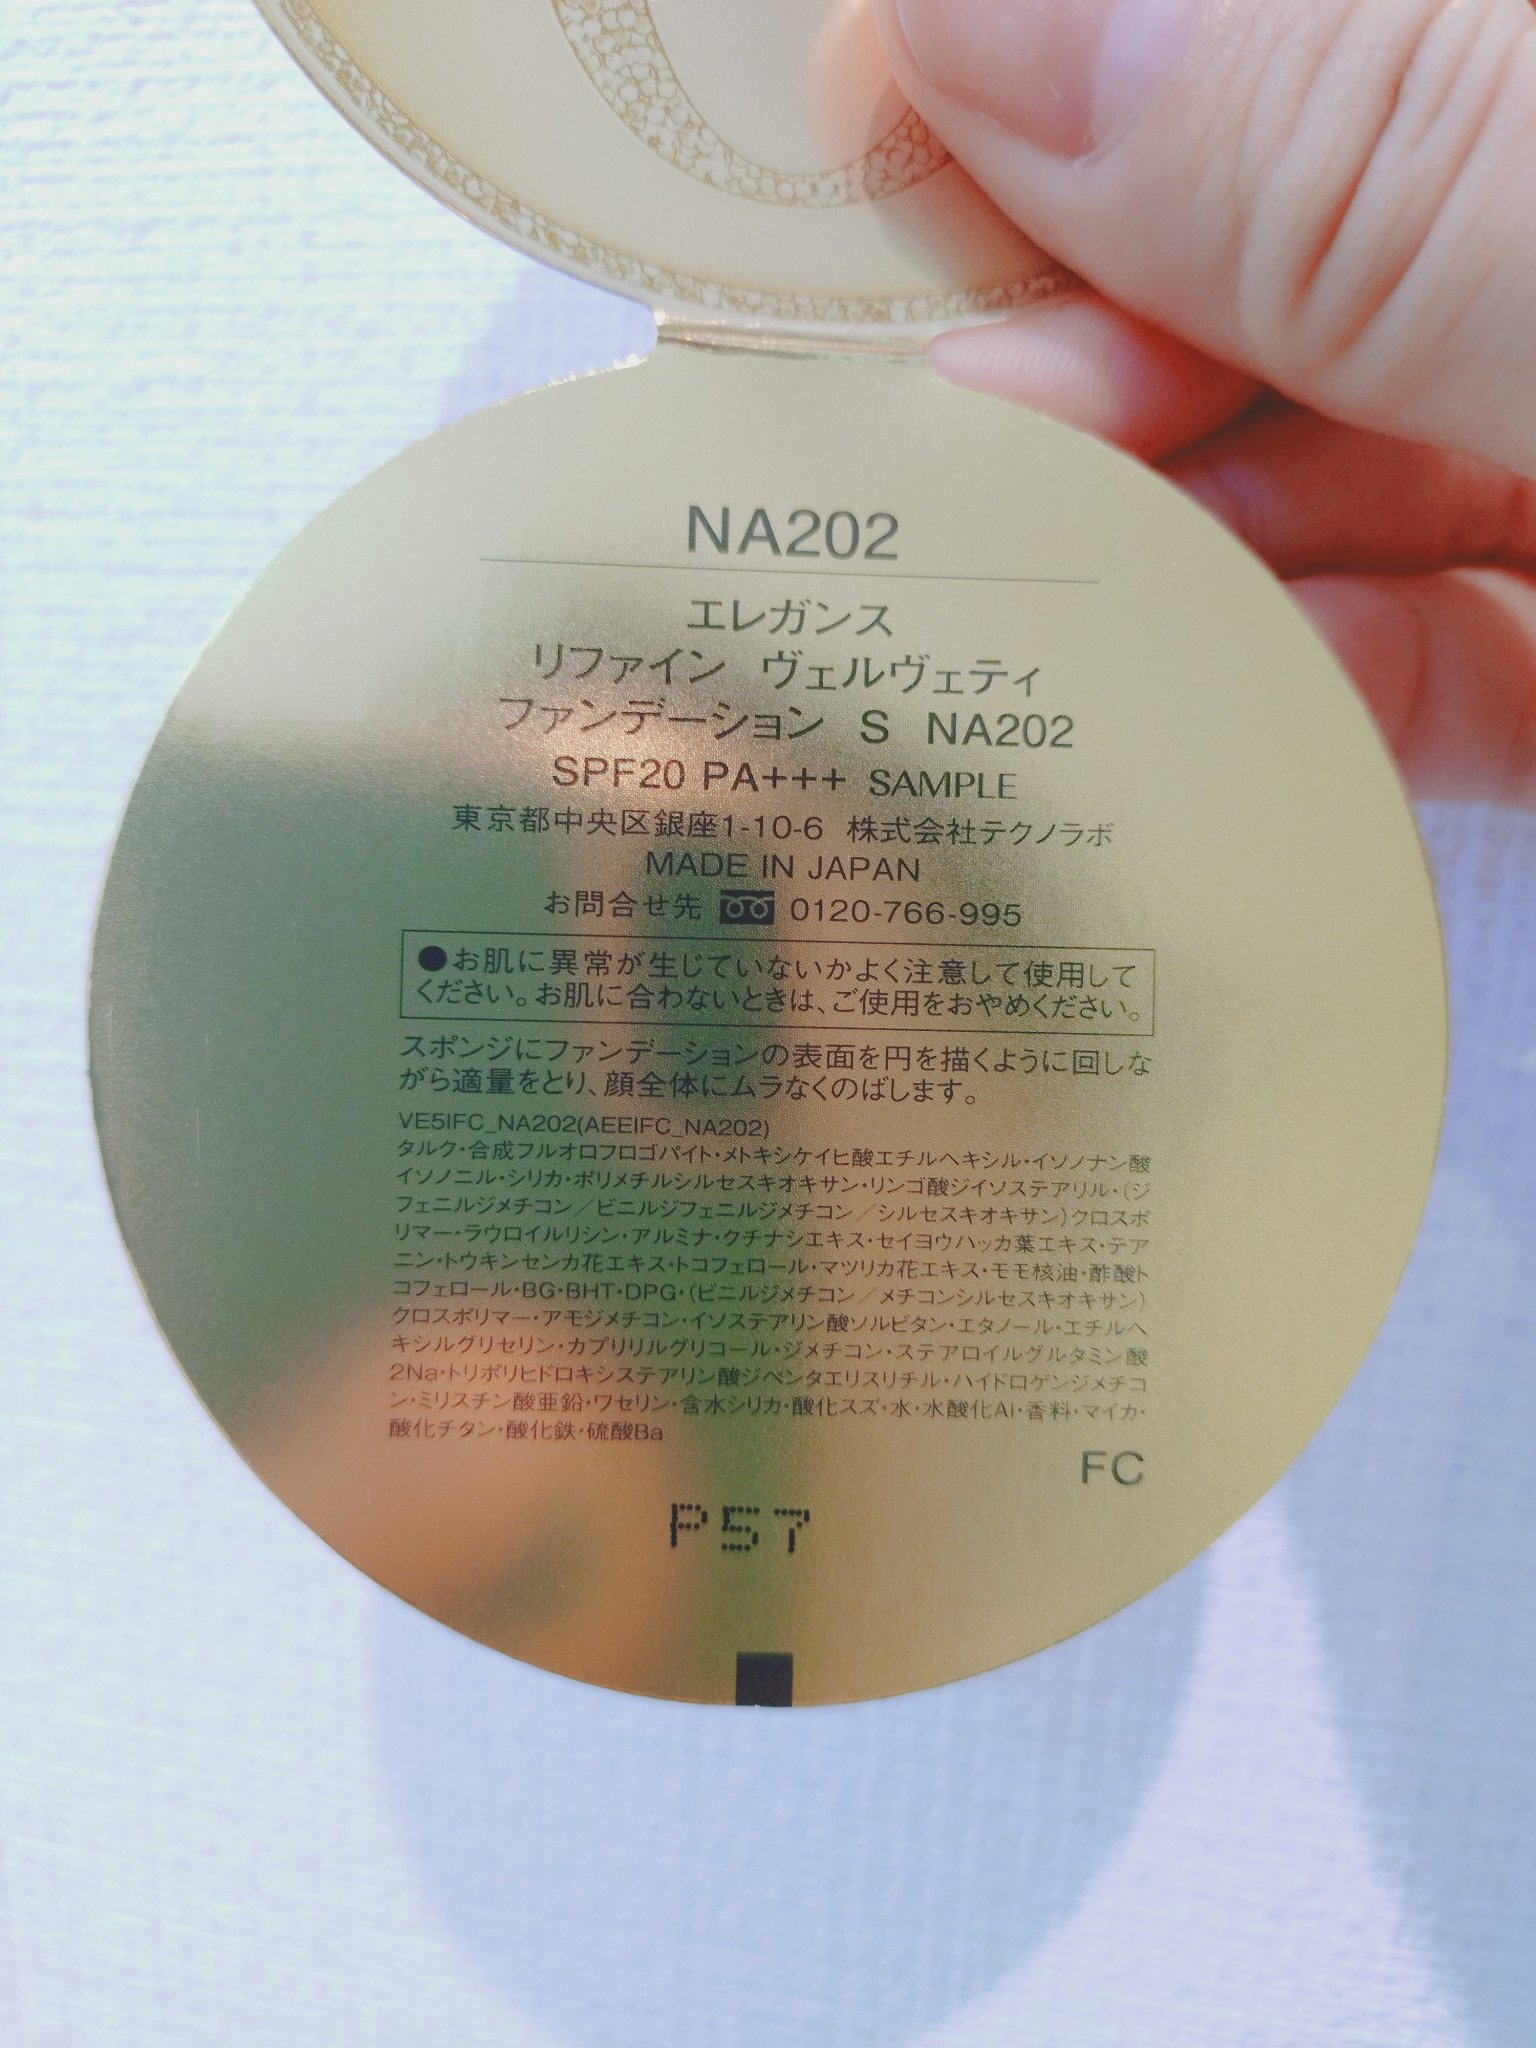 NA202
エレガンス
リファイン ヴェルヴェティ
ファンデーション S NA202
SPF20 PA+++ SAMPLE
東京都中央区銀座1-10-6 株式会社テクノラボ
MADE IN JAPAN
お問合せ先 0120-766-995
●お肌に異常が生じていないかよく注意して使用して
ください。お肌に合わないときは、ご使用をおやめください。
スポンジにファンデーションの表面を円を描くように回しな
がら適量をとり、顔全体にムラなくのばします。
VE5IFC_NA202(AEEIFC_NA202)
タルク・合成フルオロフロゴパイト・メトキシケイヒ酸エチルヘキシル・イソノナン酸
イソノニル・シリカ・ポリメチルシルセスキオキサン・リンゴ酸ジイソステアリル・(ジ
フェニルジメチコン/ビニルジフェニルジメチコン/シルセスキオキサン)クロスポ
リマー・ラウロイルリシン・アルミナ・クチナシエキス・セイヨウハッカ葉エキス・テア
ニン・トウキンセンカ花エキス・トコフェロール・マツリカ花エキス・モモ核油・酢酸ト
コフェロール・BG・BHT・DPG・(ビニルジメチコン/メチコンシルセスキオキサン)
クロスポリマー・アモジメチコン・イソステアリン酸ソルビタン・エタノール・エチルヘ
キシルグリセリン・カプリリルグリコール・ジメチコン・ステアロイルグルタミン酸
2Na・トリポリヒドロキシステアリン酸ジペンタエリスリチル・ハイドロゲンジメチコ
ン・ミリスチン酸亜鉛・ワセリン・含水シリカ・酸化スズ・水・水酸化Al・香料・マイカ・
酸化チタン・酸化鉄・硫酸Ba
FC
P57